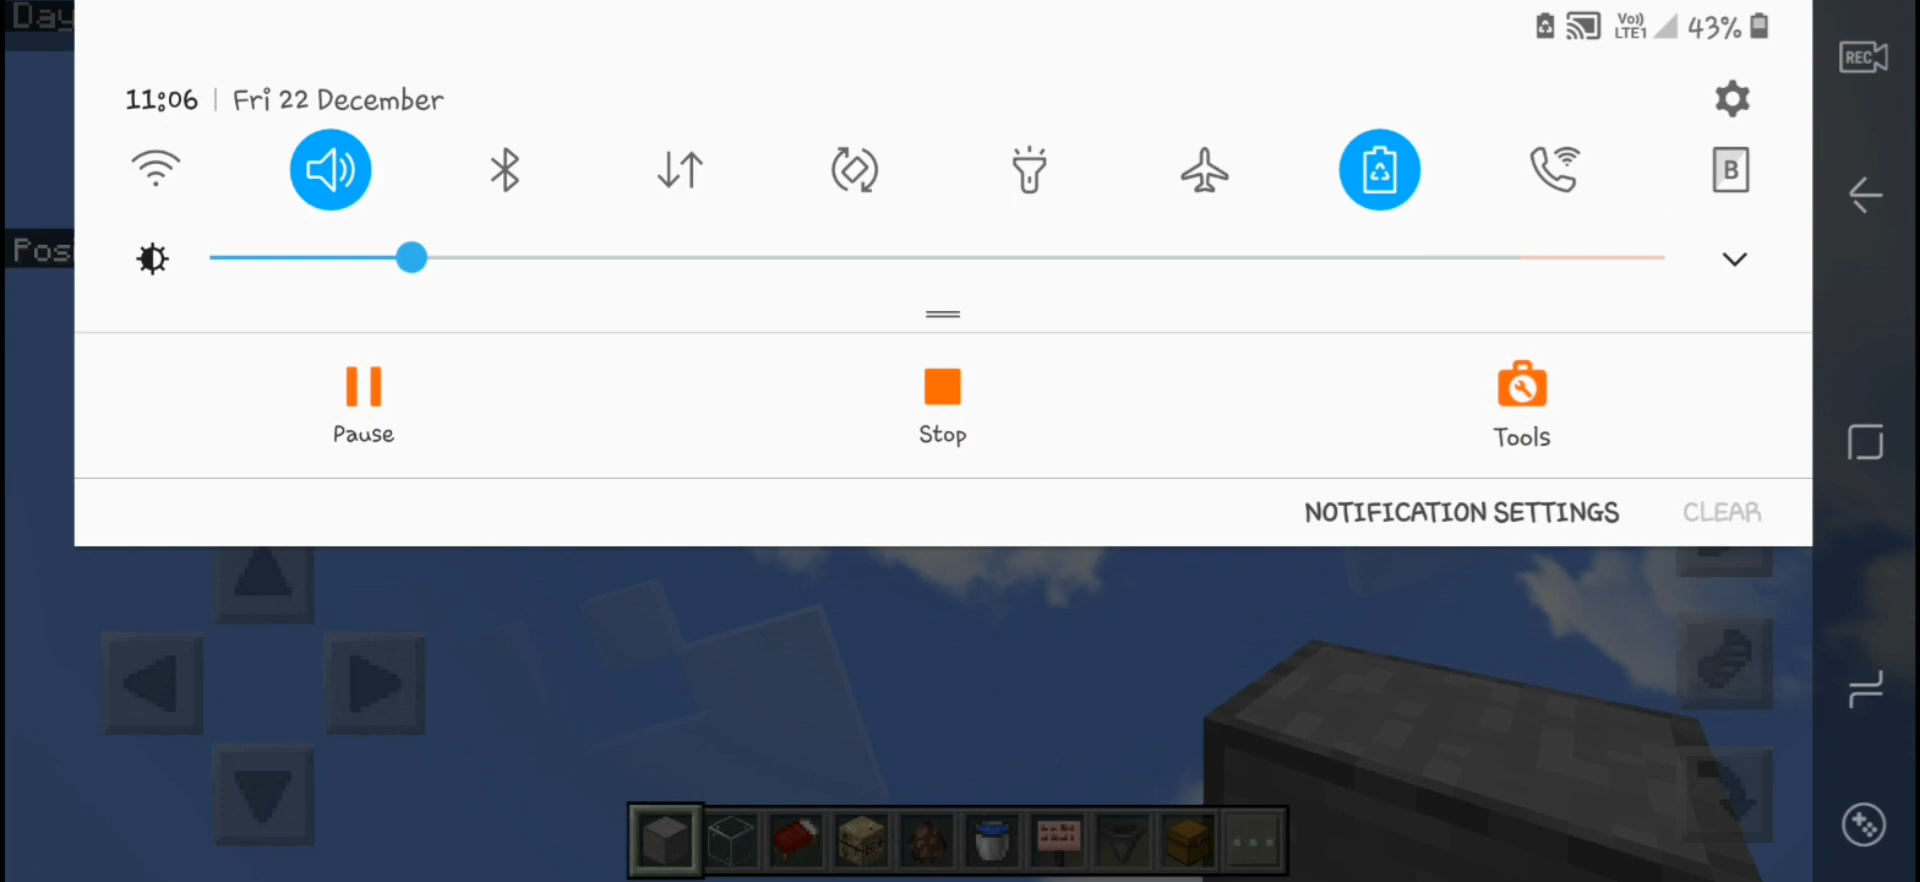 Day
Vo))
LTE1
43%
REC
11:06 | Fri 22 December
B
Pos
Pause
Stop
Tools
NOTIFICATION SETTINGS
CLEAR